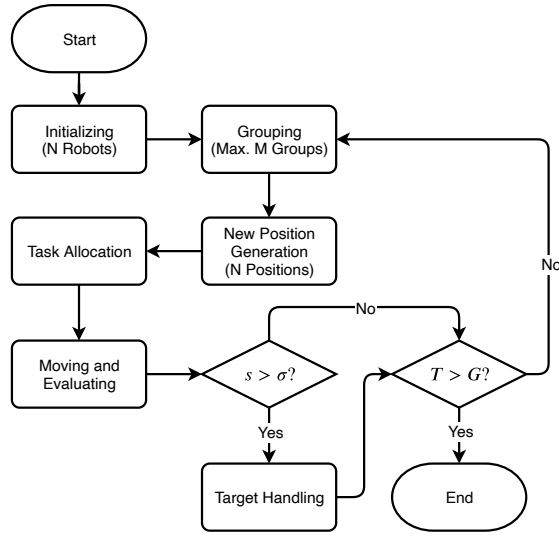 Start
Initializing
(N Robots)
Grouping
(Max. M Groups)
New Position
Generation
(N Positions)
Task Allocation
Moving and
Evaluating
s > σ?
No
Yes
Target Handling
T > G?
No
Yes
End